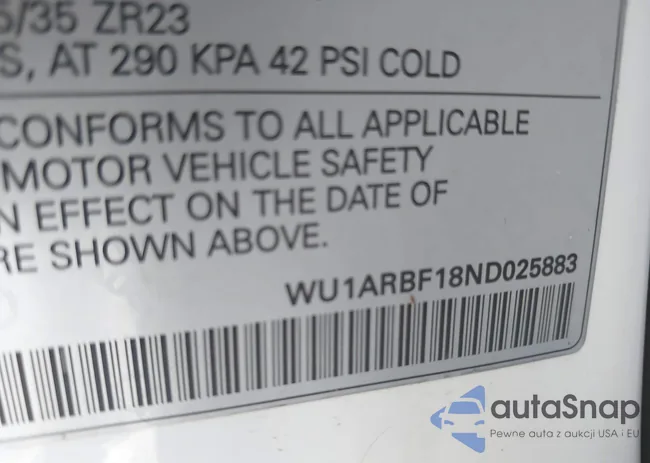 5/35 ZR23
S, AT 290 KPA 42 PSI COLD
CONFORMS TO ALL APPLICABLE
MOTOR VEHICLE SAFETY
N EFFECT ON THE DATE OF
RE SHOWN ABOVE.
WU1ARBF18ND025883
autaSnap
Pewne auta z aukcji USA i EU